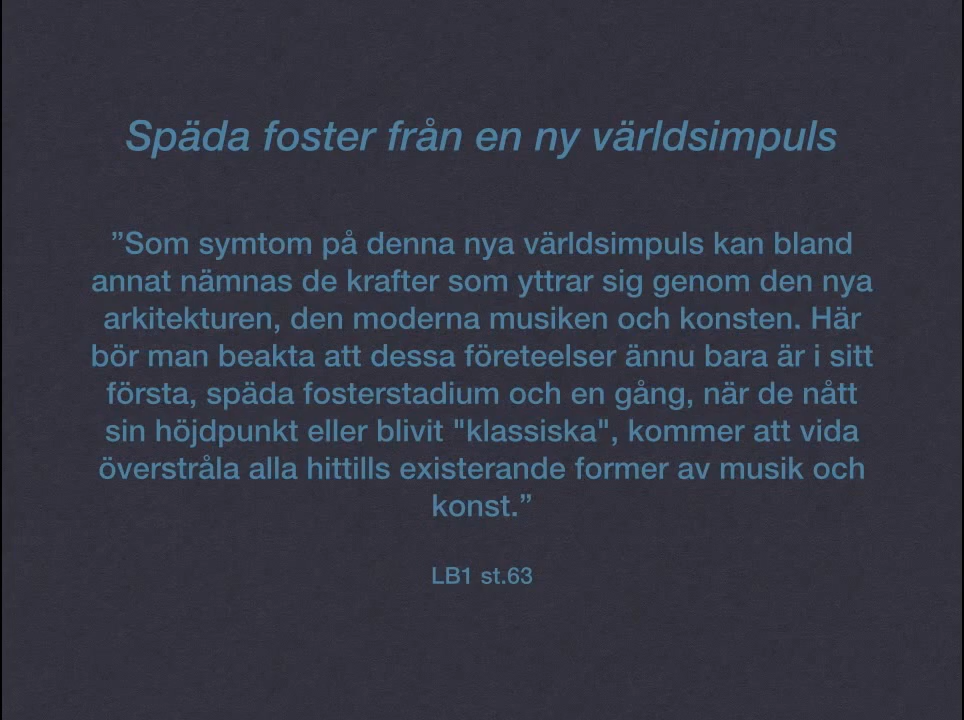 Späda foster från en ny världsimpuls
”Som symtom på denna nya världsimpuls kan bland
annat nämnas de krafter som yttrar sig genom den nya
arkitekturen, den moderna musiken och konsten. Här
bör man beakta att dessa företeelser ännu bara är i sitt
första, späda fosterstadium och en gång, när de nått
sin höjdpunkt eller blivit "klassiska", kommer att vida
överstråla alla hittills existerande former av musik och
konst.”
LB1 st.63